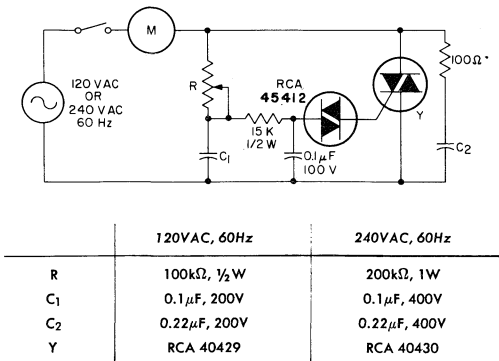 M
120 VAC
OR
240 VAC
60 Hz
R
RCA
45412
100Ω*
Y
15 K
1/2 W
C₁
0.1μF
100 V
C₂
120VAC, 60Hz 240VAC, 60Hz
R 100kΩ, ½W 200kΩ, 1W
C₁ 0.1μF, 200V 0.1μF, 400V
C₂ 0.22μF, 200V 0.22μF, 400V
Y RCA 40429 RCA 40430